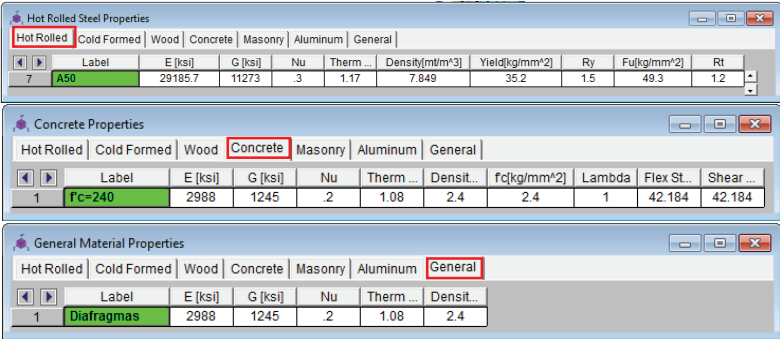 Hot Rolled Steel Properties
Hot Rolled Cold Formed Wood Concrete Masonry Aluminum General
Label E [ksi] G [ksi] Nu Therm ... Density[mt/m^3] Yield[kg/mm^2] Ry Fu[kg/mm^2] Rt
7 A50 29185.7 11273 .3 1.17 7.849 35.2 1.5 49.3 1.2
Concrete Properties
Hot Rolled Cold Formed Wood Concrete Masonry Aluminum General
Label E [ksi] G [ksi] Nu Therm ... Densit... f'c[kg/mm^2] Lambda Flex St... Shear ...
1 f'c=240 2988 1245 .2 1.08 2.4 2.4 1 42.184 42.184
General Material Properties
Hot Rolled Cold Formed Wood Concrete Masonry Aluminum General
Label E [ksi] G [ksi] Nu Therm ... Densit...
1 Diafragmas 2988 1245 .2 1.08 2.4